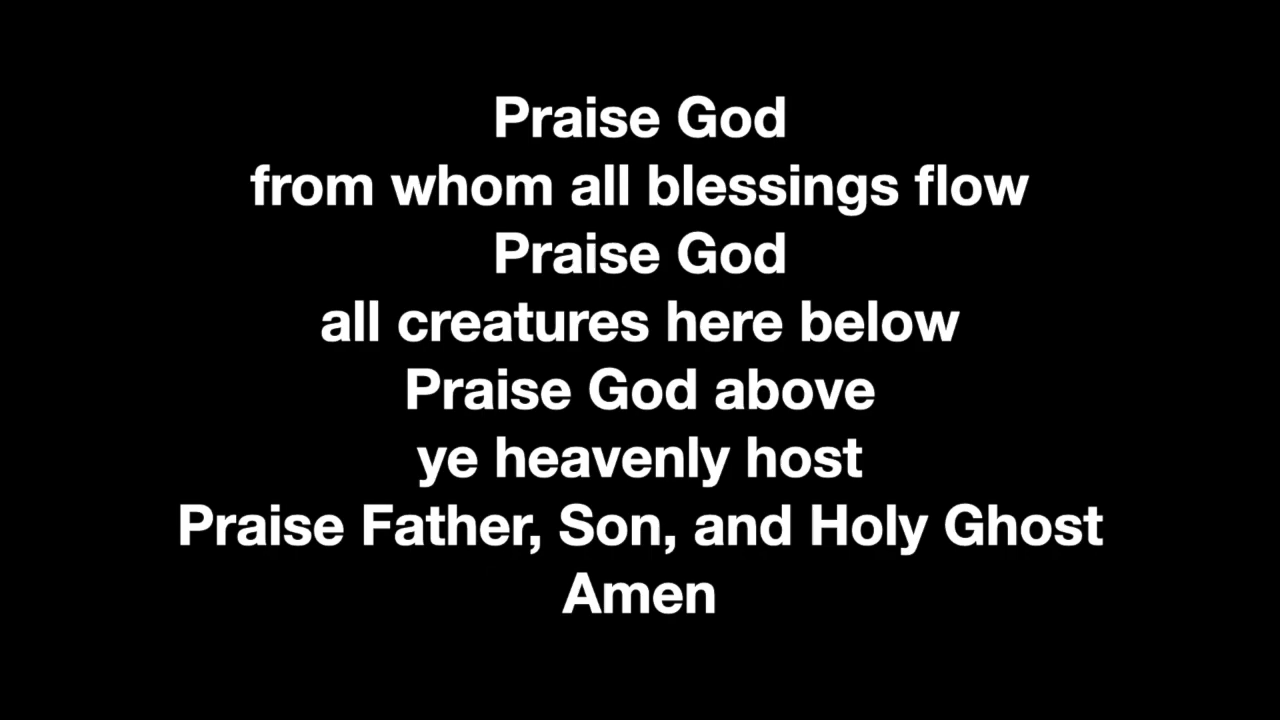 Praise God
from whom all blessings flow
Praise God
all creatures here below
Praise God above
ye heavenly host
Praise Father, Son, and Holy Ghost
Amen